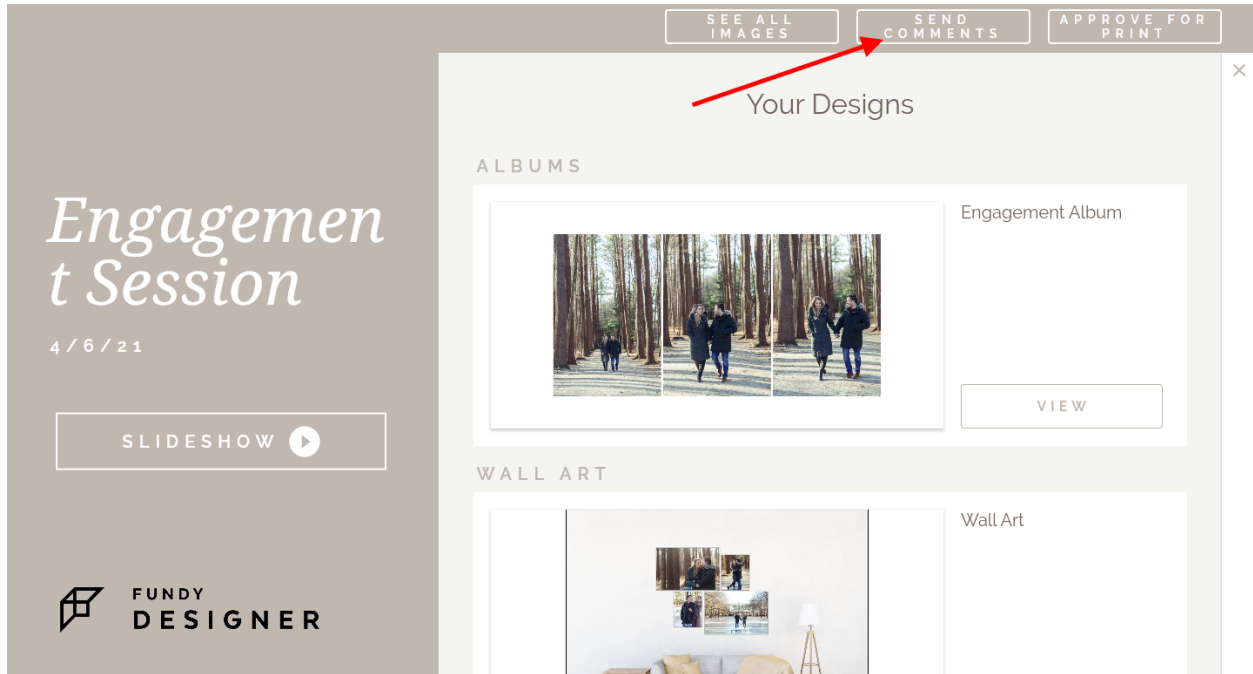 SEE ALL
IMAGES
SEND
COMMENTS
APPROVE FOR
PRINT
Your Designs
ALBUMS
Engagemen
t Session
4/6/21
SLIDESHOW
FUNDY
DESIGNER
Engagement Album
VIEW
WALL ART
Wall Art